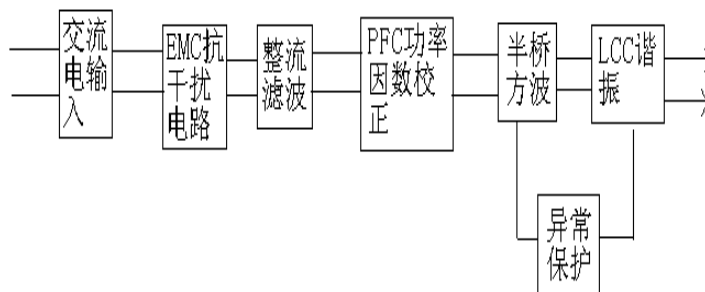 交流
电输
入
EMC抗
干扰
电路
整流
滤波
PFC功率
因数校
正
半桥
方波
LCC谐
振
异常
保护